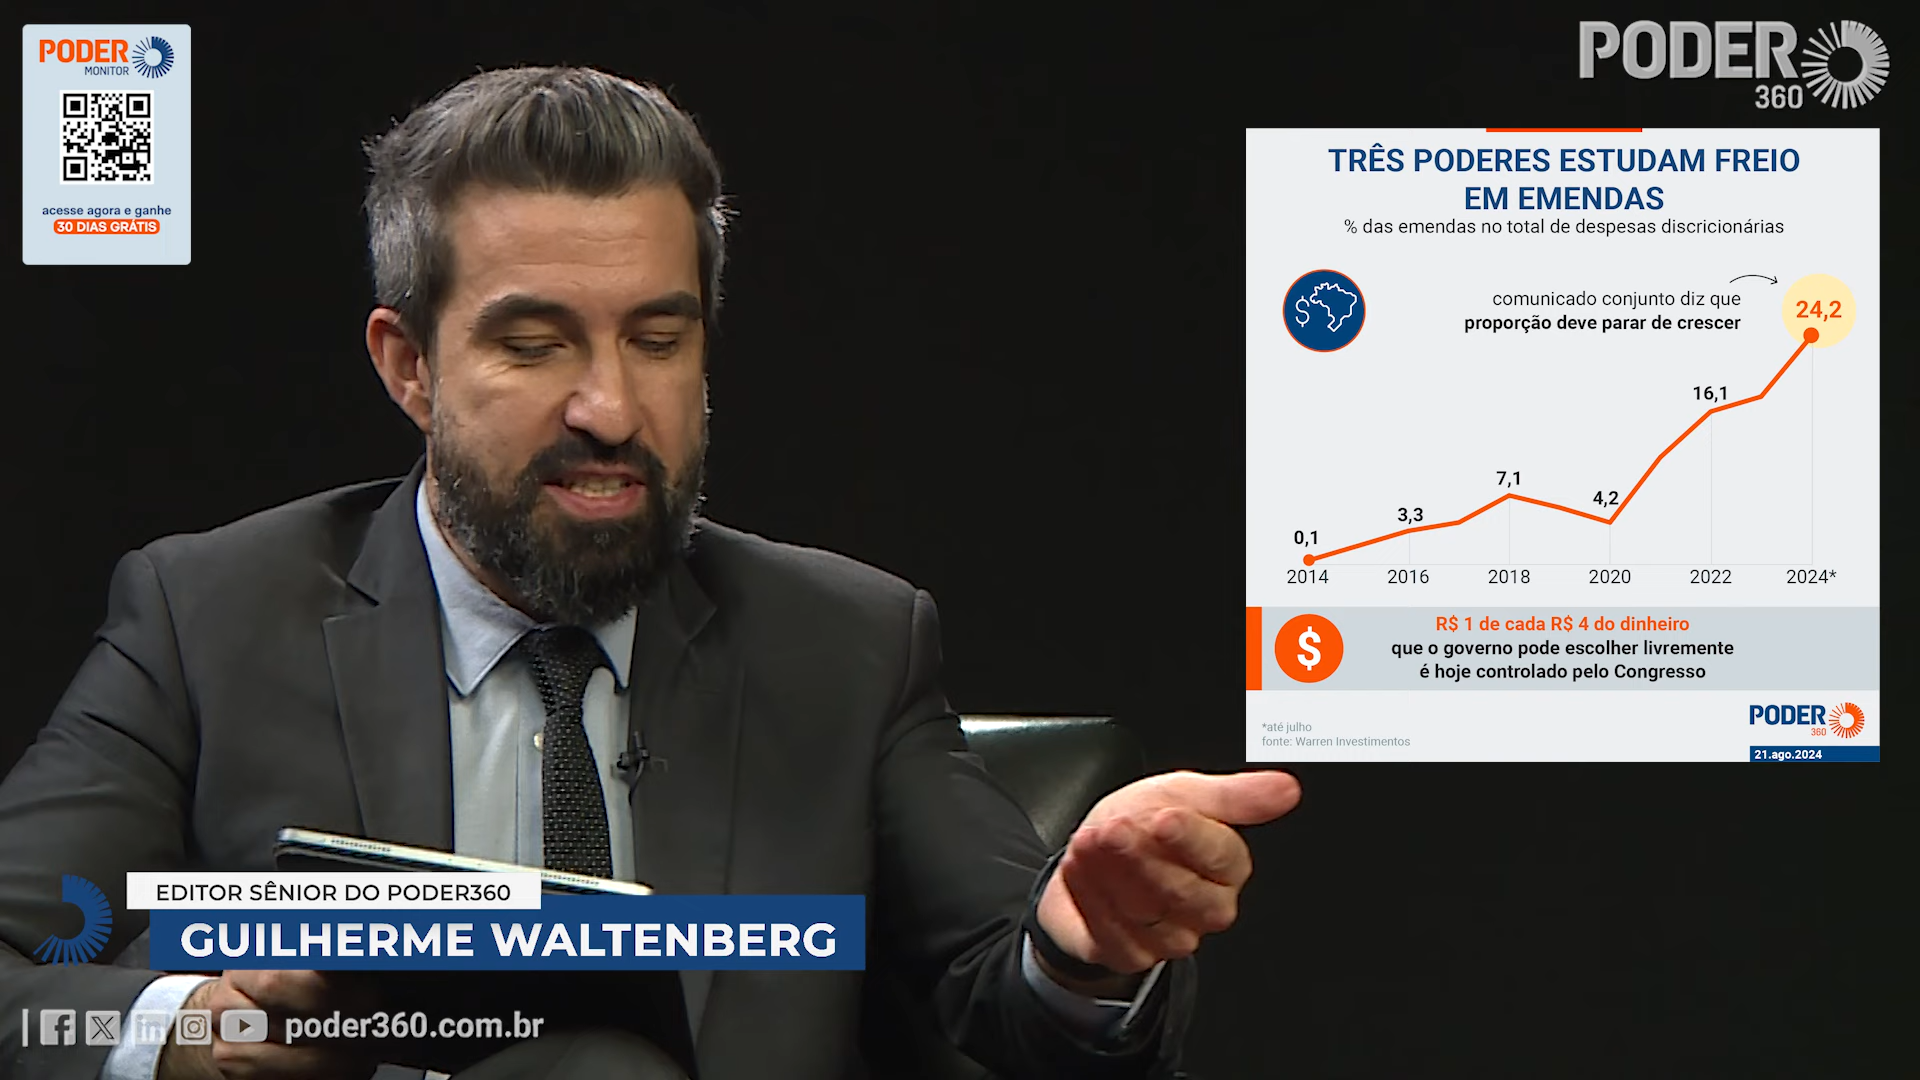 PODER
MONITOR
acesse agora e ganhe
30 DIAS GRÁTIS
PODER
360
TRÊS PODERES ESTUDAM FREIO
EM EMENDAS
% das emendas no total de despesas discricionárias
comunicado conjunto diz que
proporção deve parar de crescer
24,2
16,1
7,1
4,2
3,3
0,1
2014 2016 2018 2020 2022 2024*
R$ 1 de cada R$ 4 do dinheiro
que o governo pode escolher livremente
é hoje controlado pelo Congresso
$
*até julho
fonte: Warren Investimentos
PODER
360
21.ago.2024
EDITOR SÊNIOR DO PODER360
GUILHERME WALTENBERG
poder360.com.br